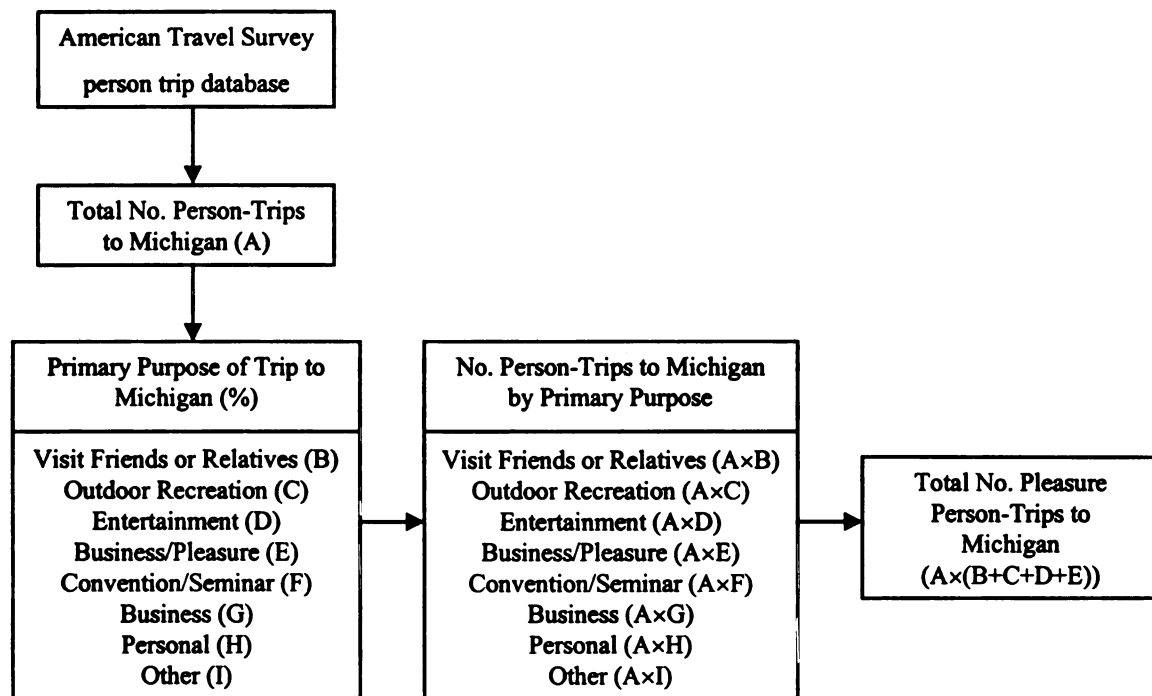 American Travel Survey
person trip database
Total No. Person-Trips
to Michigan (A)
Primary Purpose of Trip to
Michigan (%)
Visit Friends or Relatives (B)
Outdoor Recreation (C)
Entertainment (D)
Business/Pleasure (E)
Convention/Seminar (F)
Business (G)
Personal (H)
Other (I)
No. Person-Trips to Michigan
by Primary Purpose
Visit Friends or Relatives (A×B)
Outdoor Recreation (A×C)
Entertainment (A×D)
Business/Pleasure (A×E)
Convention/Seminar (A×F)
Business (A×G)
Personal (A×H)
Other (A×I)
Total No. Pleasure
Person-Trips to
Michigan
(A×(B+C+D+E))